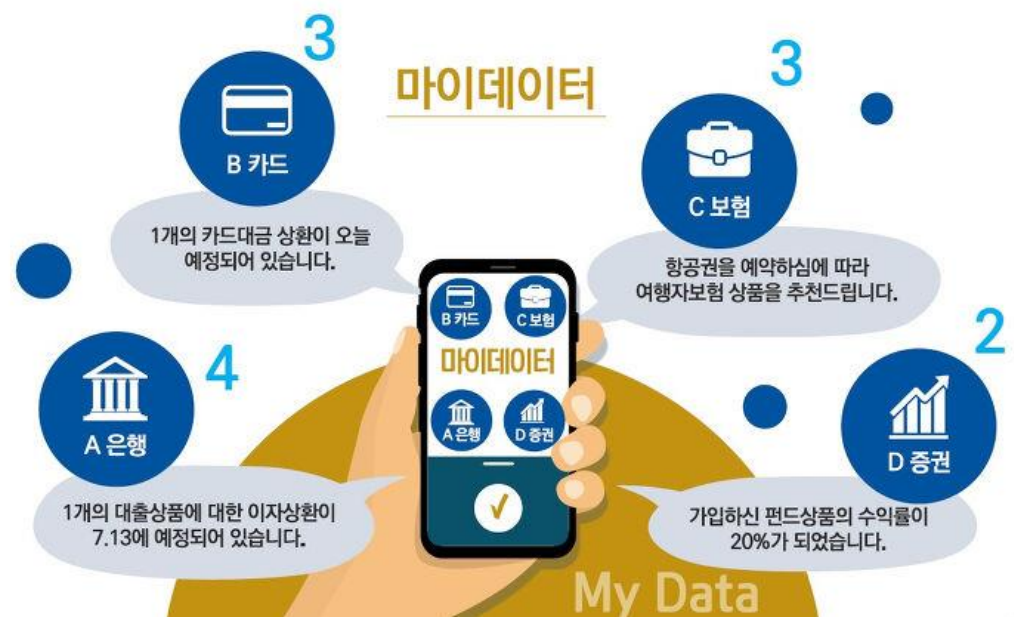 마이데이터
3
B 카드
1개의 카드대금 상환이 오늘
예정되어 있습니다.
3
C 보험
항공권을 예약하심에 따라
여행자보험 상품을 추천드립니다.
4
A 은행
1개의 대출상품에 대한 이자상환이
7.13에 예정되어 있습니다.
2
D 증권
가입하신 펀드상품의 수익률이
20%가 되었습니다.
B 카드
C 보험
마이데이터
A 은행
D 증권
My Data